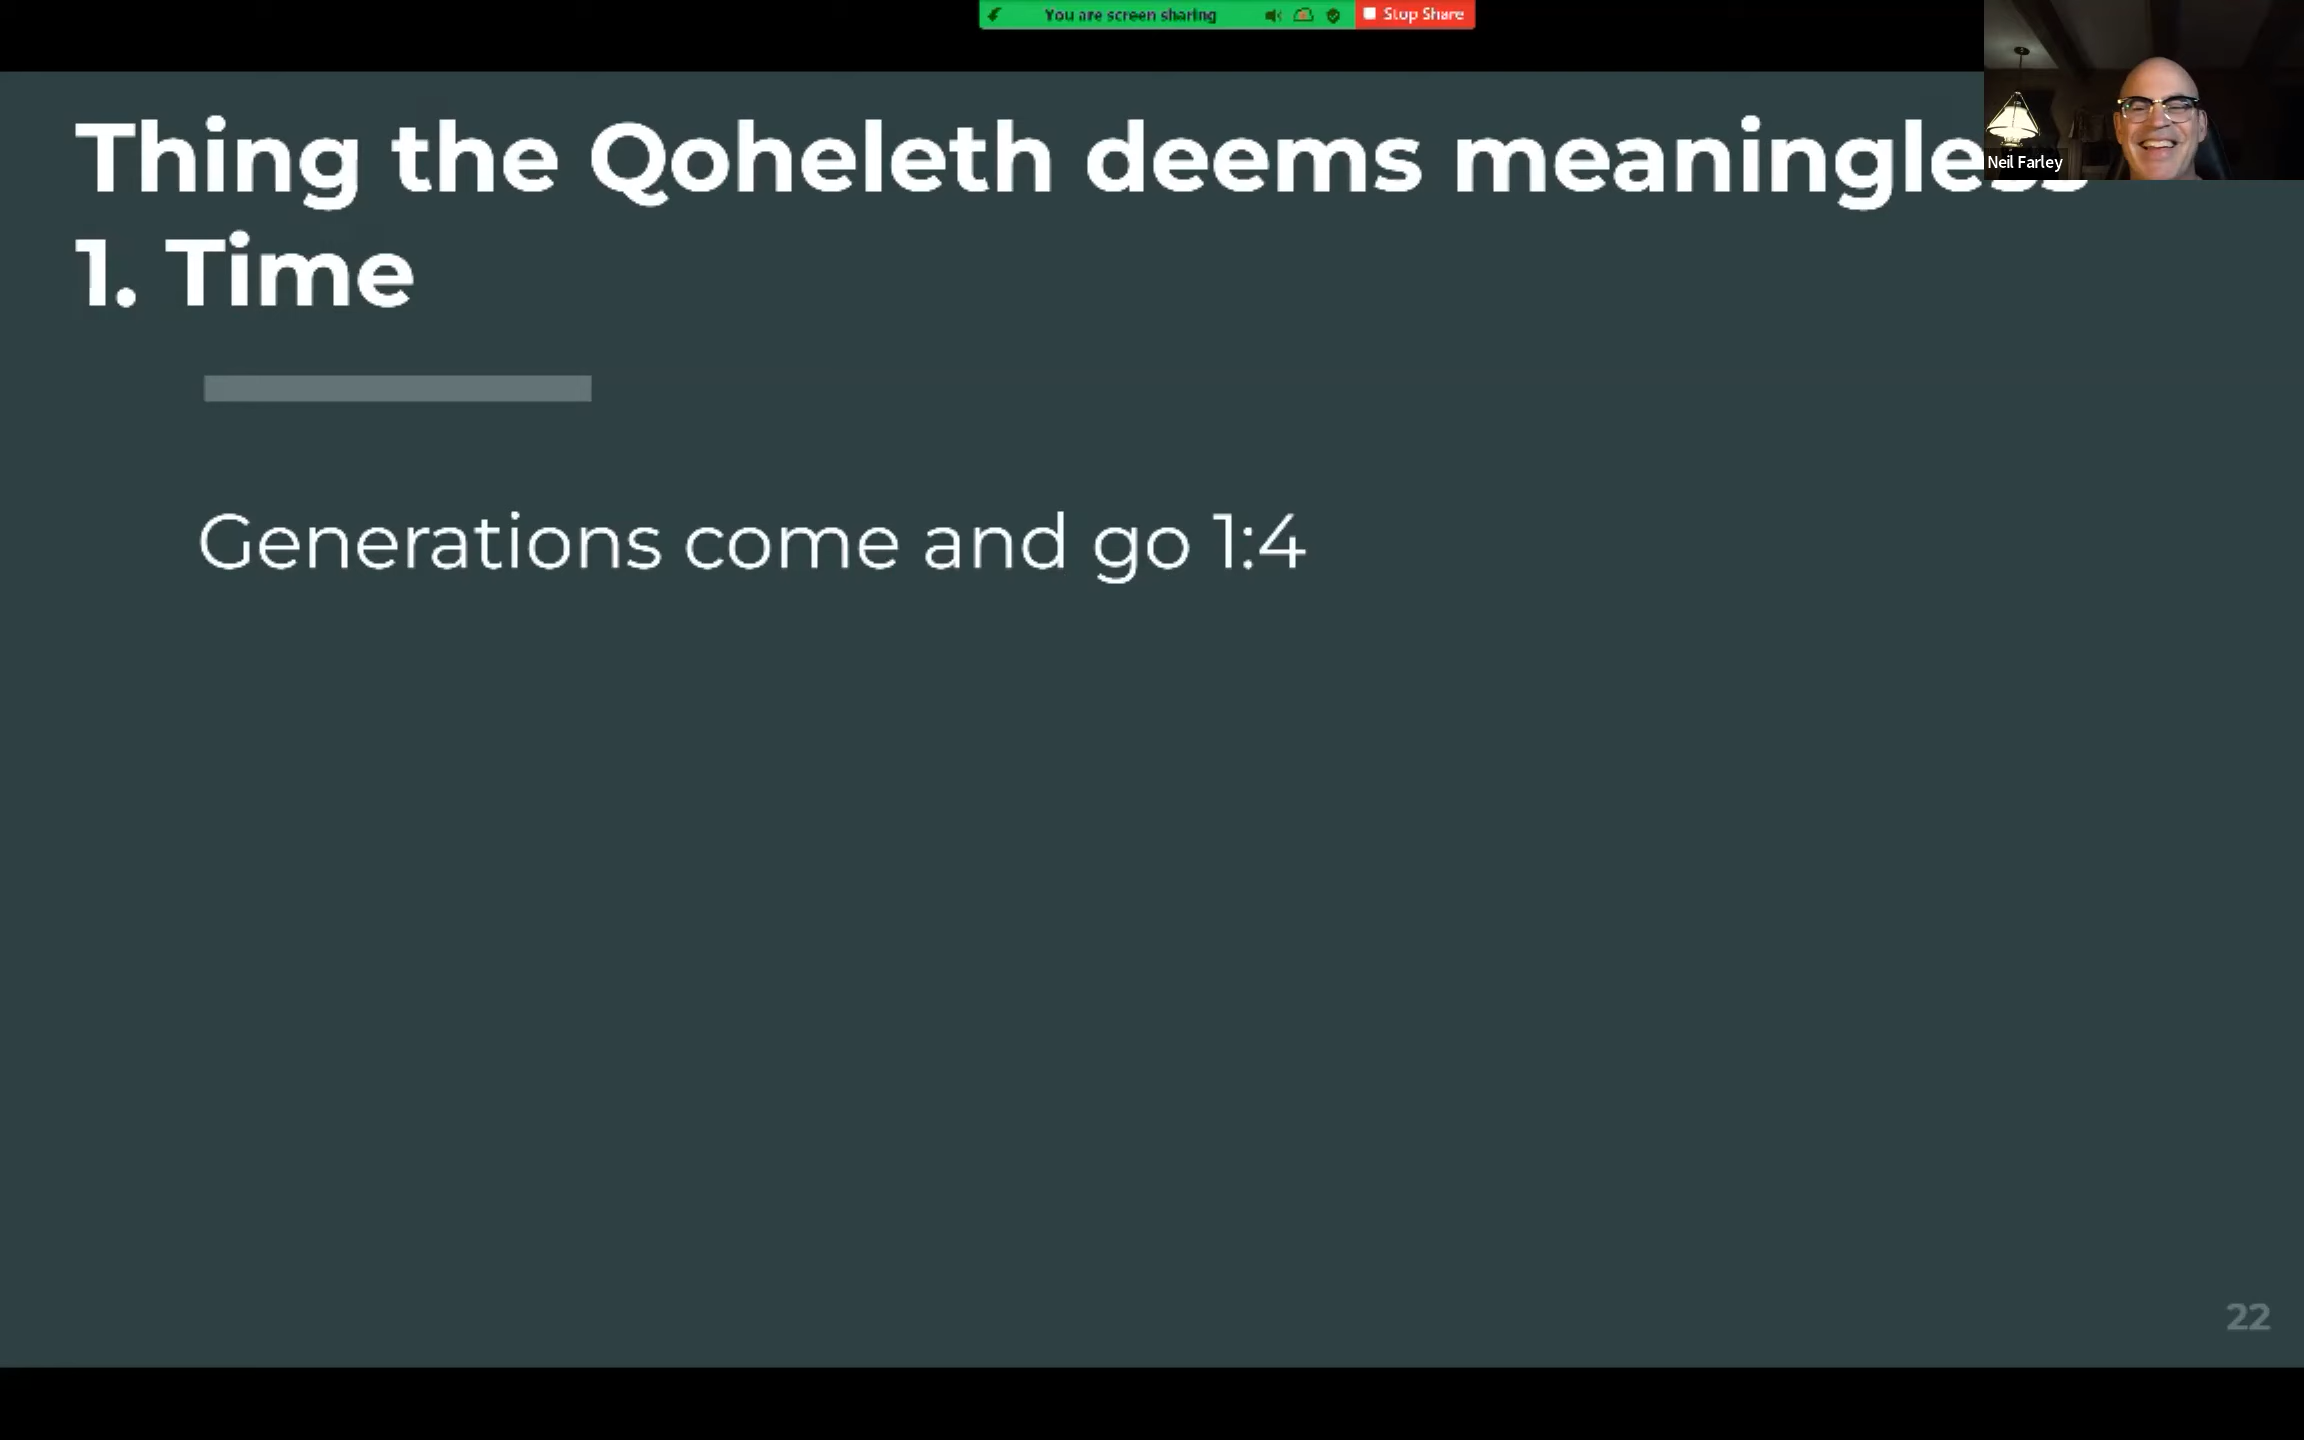 You are screen sharing
Stop Share
Thing the Qoheleth deems meaningless
Neil Farley
1. Time
Generations come and go 1:4
22